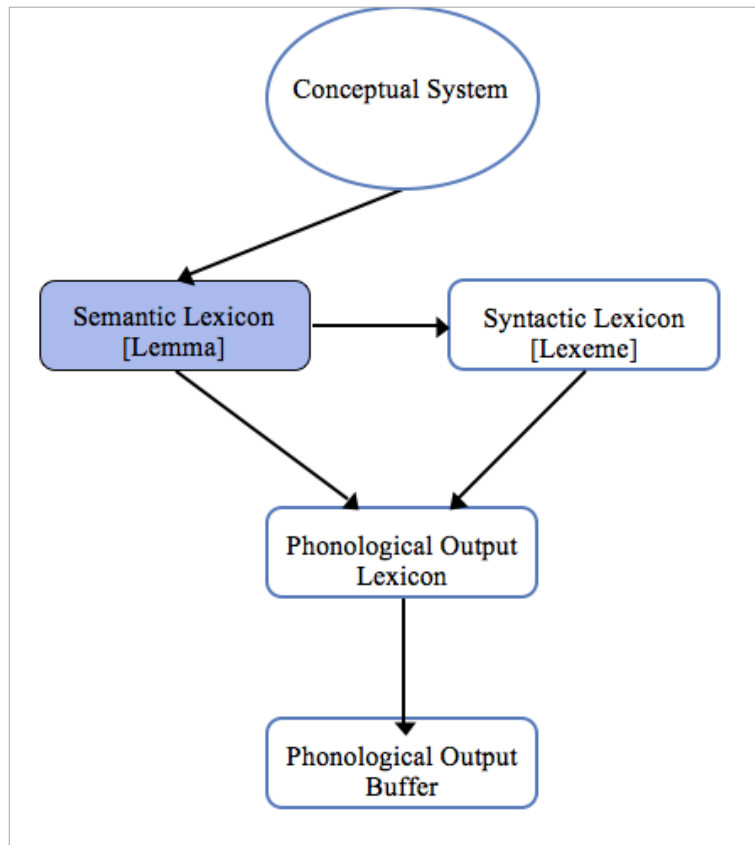 Conceptual System
Semantic Lexicon
[Lemma]
Syntactic Lexicon
[Lexeme]
Phonological Output
Lexicon
Phonological Output
Buffer